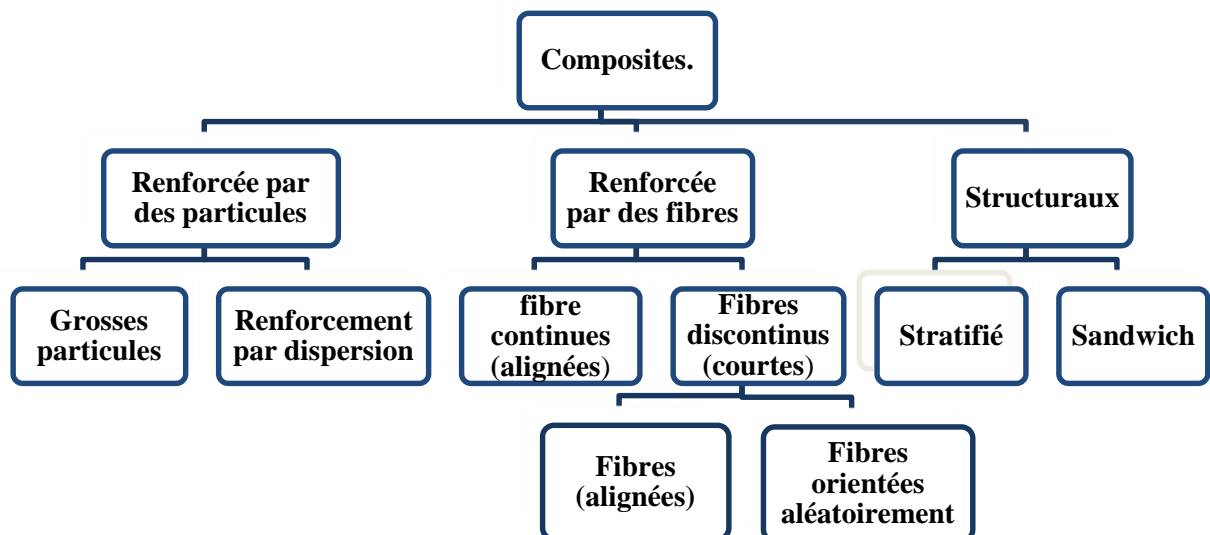 Composites.
Renforcée par
des particules
Renforcée
par des fibres
Structuraux
Grosses
particules
Renforcement
par dispersion
fibre
continues
(alignées)
Fibres
discontinus
(courtes)
Stratifié
Sandwich
Fibres
(alignées)
Fibres
orientées
aléatoirement